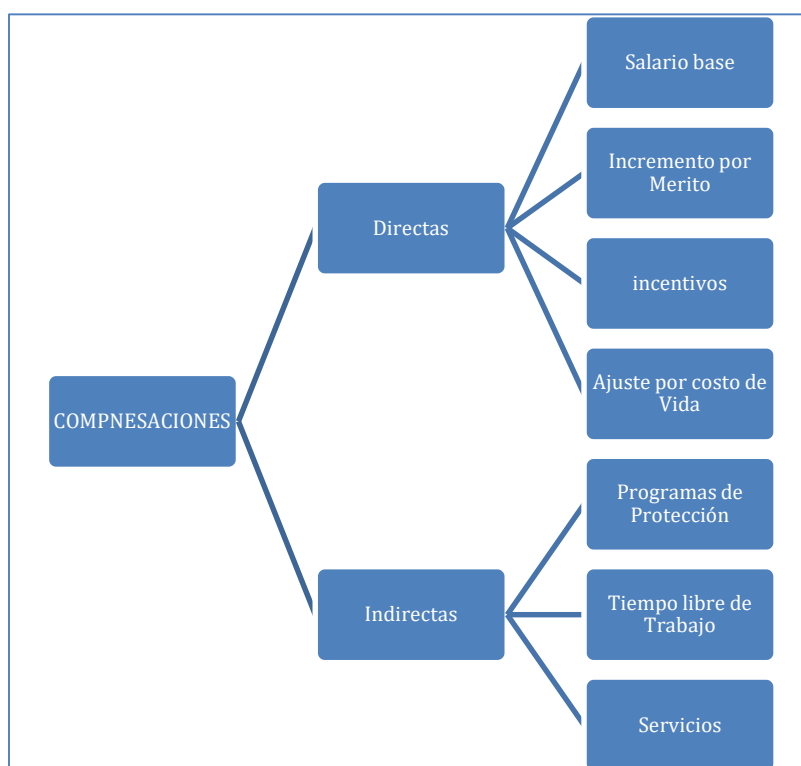 Salario base
Incremento por
Merito
Directas
incentivos
Ajuste por costo de
Vida
COMPNESACIONES
Programas de
Protección
Indirectas
Tiempo libre de
Trabajo
Servicios